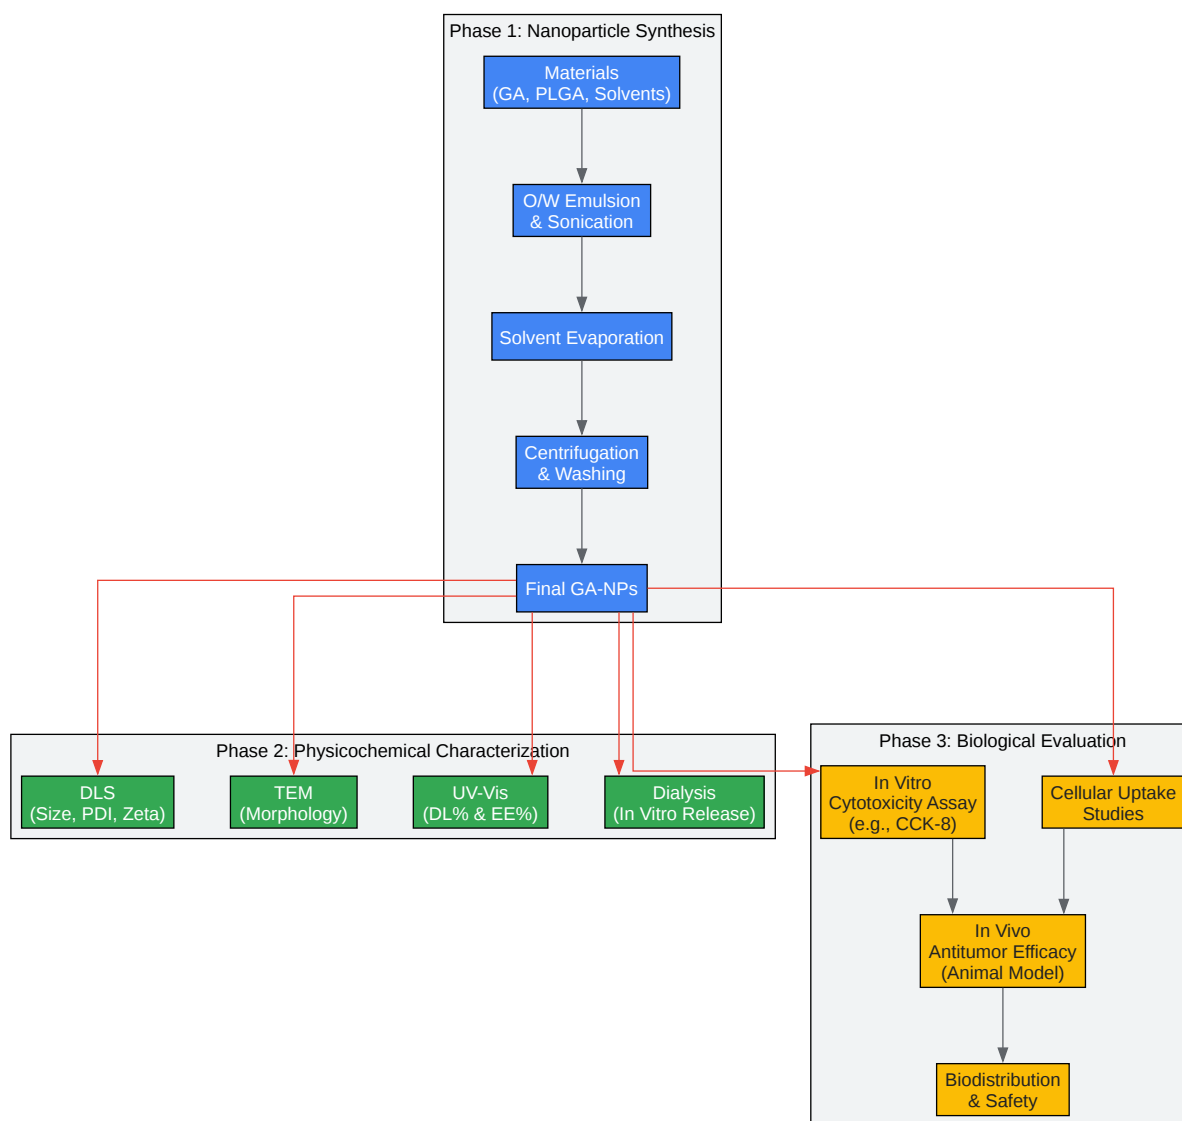 Phase 1: Nanoparticle Synthesis
Materials
(GA, PLGA, Solvents)
O/W Emulsion
& Sonication
Solvent Evaporation
Centrifugation
& Washing
Final GA-NPs
Phase 2: Physicochemical Characterization
DLS
(Size, PDI, Zeta)
TEM
(Morphology)
UV-Vis
(DL% & EE%)
Dialysis
(In Vitro Release)
Phase 3: Biological Evaluation
In Vitro
Cytotoxicity Assay
(e.g., CCK-8)
Cellular Uptake
Studies
In Vivo
Antitumor Efficacy
(Animal Model)
Biodistribution
& Safety